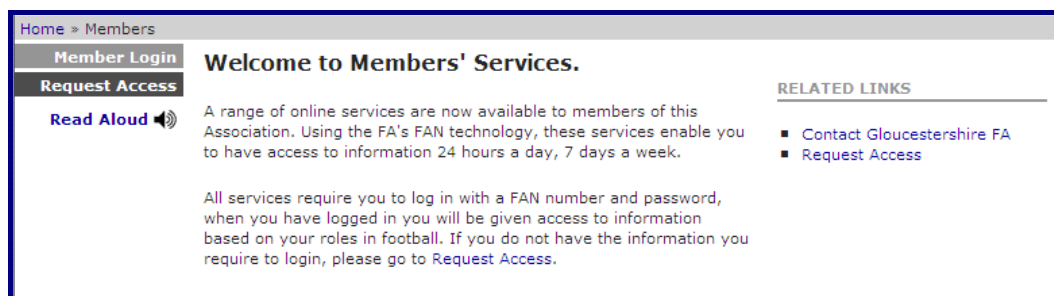 Home » Members
Member Login
Request Access
Read Aloud
Welcome to Members' Services.
A range of online services are now available to members of this
Association. Using the FA's FAN technology, these services enable you
to have access to information 24 hours a day, 7 days a week.
All services require you to log in with a FAN number and password,
when you have logged in you will be given access to information
based on your roles in football. If you do not have the information you
require to login, please go to Request Access.
RELATED LINKS
Contact Gloucestershire FA
Request Access